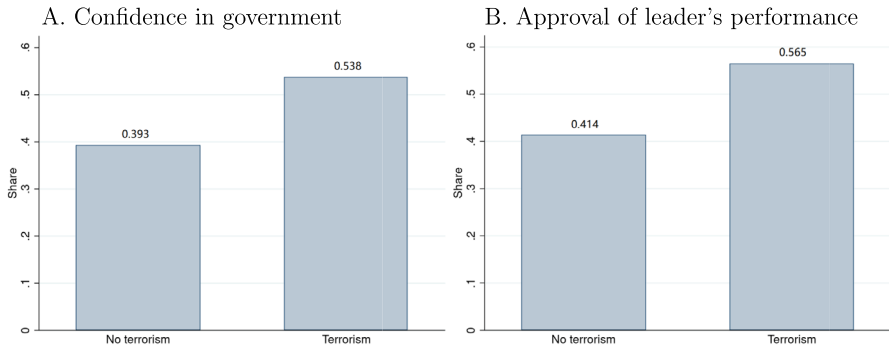 A. Confidence in government
Share
.6
.5
.4
.3
.2
.1
0
0.393
0.538
No terrorism
Terrorism
B. Approval of leader's performance
Share
.6
.5
.4
.3
.2
.1
0
0.414
0.565
No terrorism
Terrorism